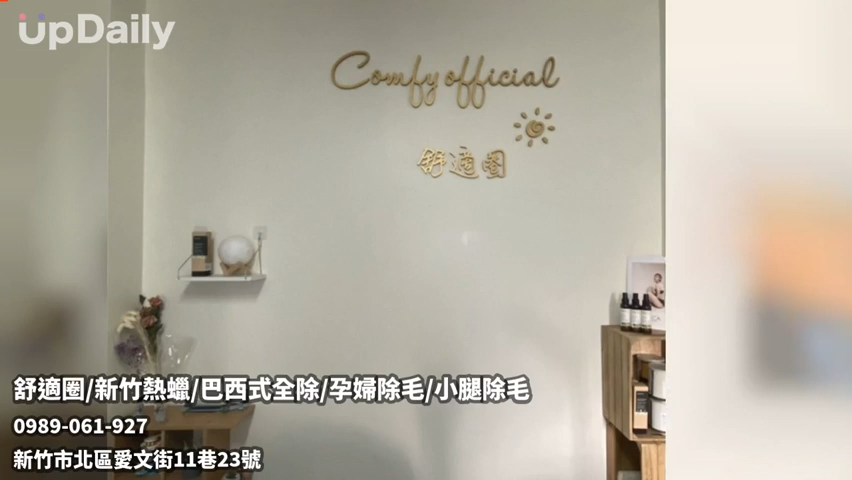 UpDaily
Comfy official
舒適圈
舒適圈/新竹熱蠟/巴西式全除/孕婦除毛/小腿除毛
0989-061-927
新竹市北區愛文街11巷23號